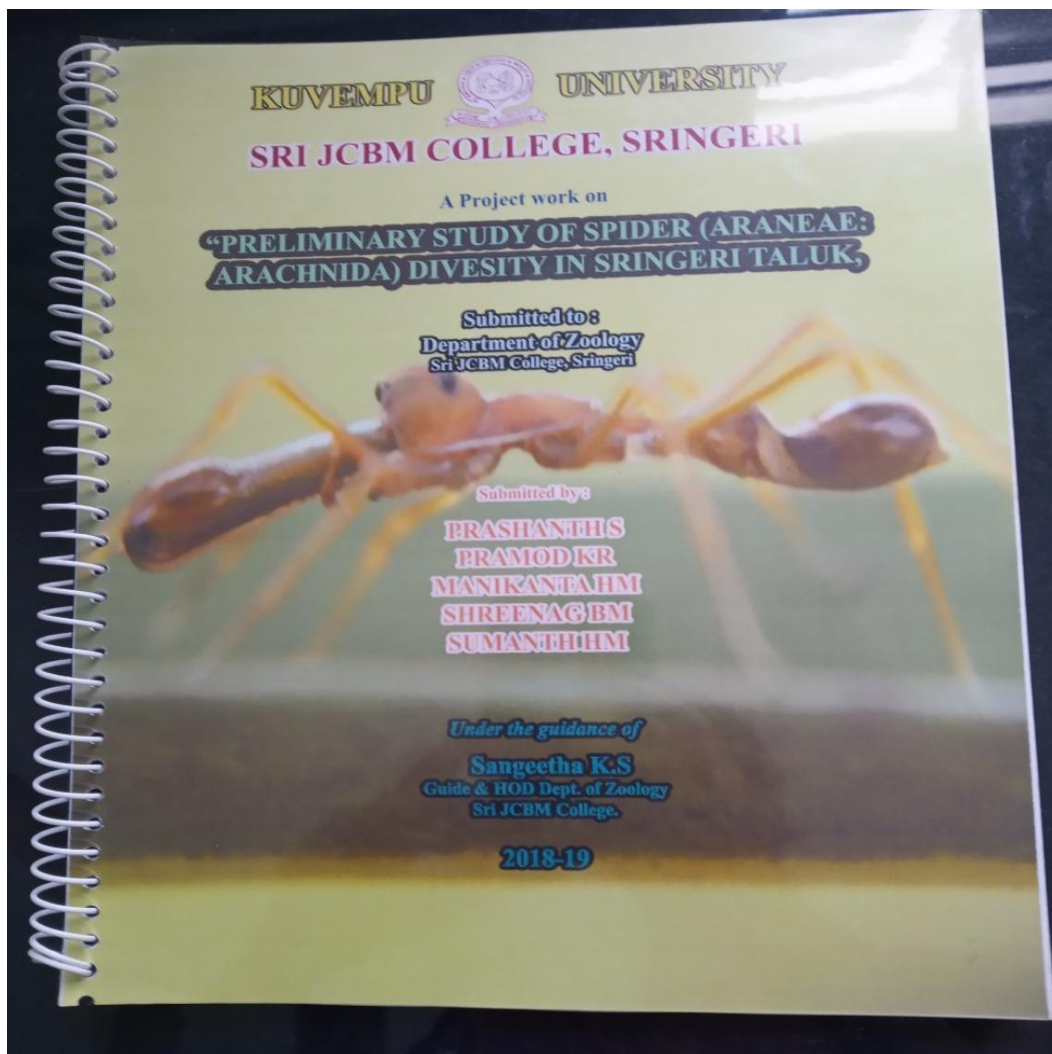 KUVEMPU UNIVERSITY
SRI JCBM COLLEGE, SRINGERI
A Project work on
“PRELIMINARY STUDY OF SPIDER (ARANEAE:
ARACHNIDA) DIVESITY IN SRINGERI TALUK,
Submitted to :
Department of Zoology
Sri JCBM College, Sringeri
Submitted by :
PRASHANTH S
PRAMOD KR
MANIKANTA HM
SHREENAG BM
SUMANTH HM
Under the guidance of
Sangeetha K.S
Guide & HOD Dept. of Zoology
Sri JCBM College.
2018-19